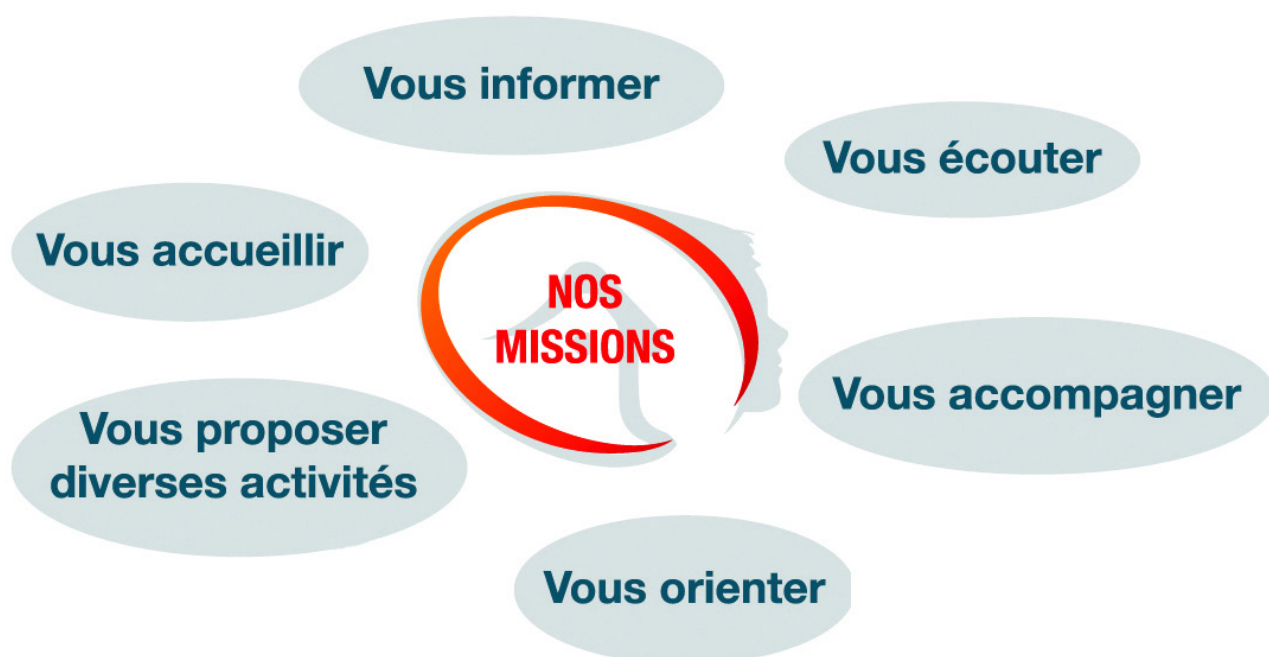 Vous informer
Vous écouter
Vous accueillir
NOS
MISSIONS
Vous accompagner
Vous proposer
diverses activités
Vous orienter